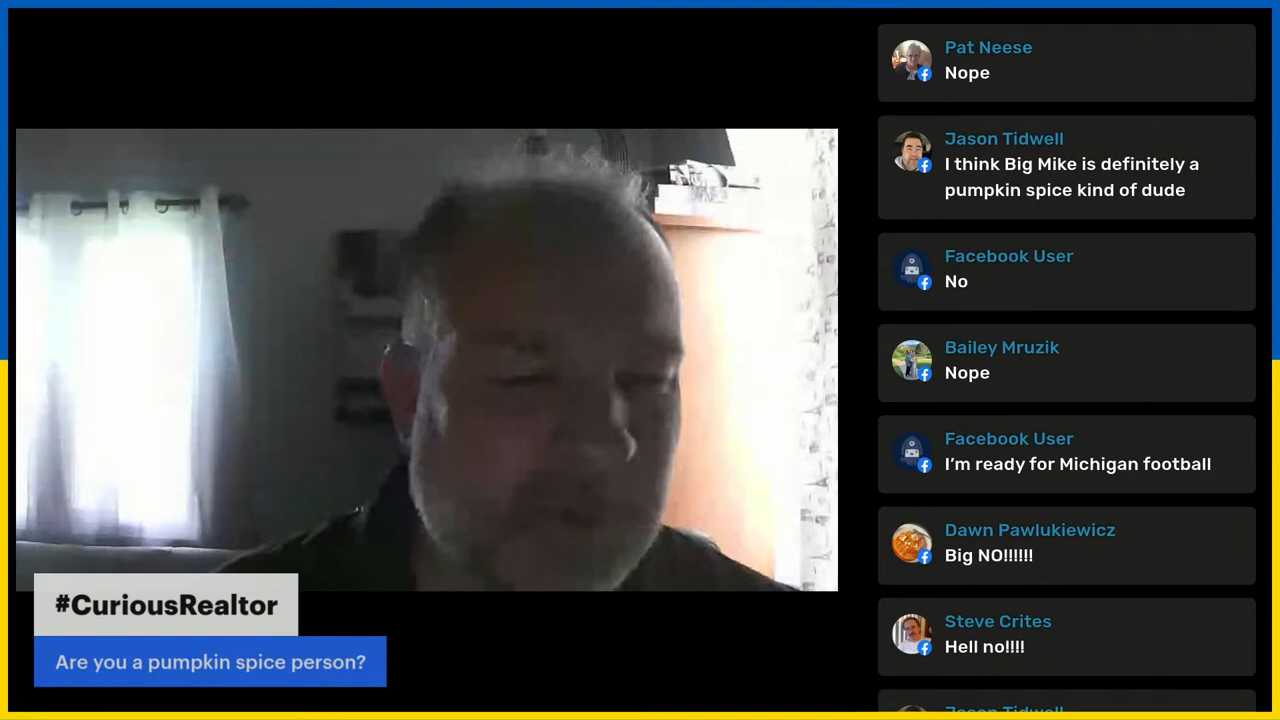 Pat Neese
Nope
Jason Tidwell
I think Big Mike is definitely a
pumpkin spice kind of dude
Facebook User
No
Bailey Mruzik
Nope
Facebook User
I’m ready for Michigan football
Dawn Pawlukiewicz
Big NO!!!!!!
Steve Crites
Hell no!!!!
Jason Tidwell
#CuriousRealtor
Are you a pumpkin spice person?